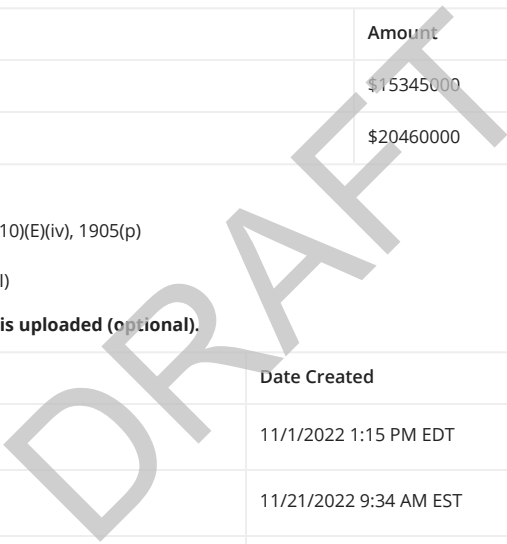 Amount
$15345000
$20460000
10)(E)(iv), 1905(p)
l)
is uploaded (optional).
Date Created
11/1/2022 1:15 PM EDT
11/21/2022 9:34 AM EST
DRAFT